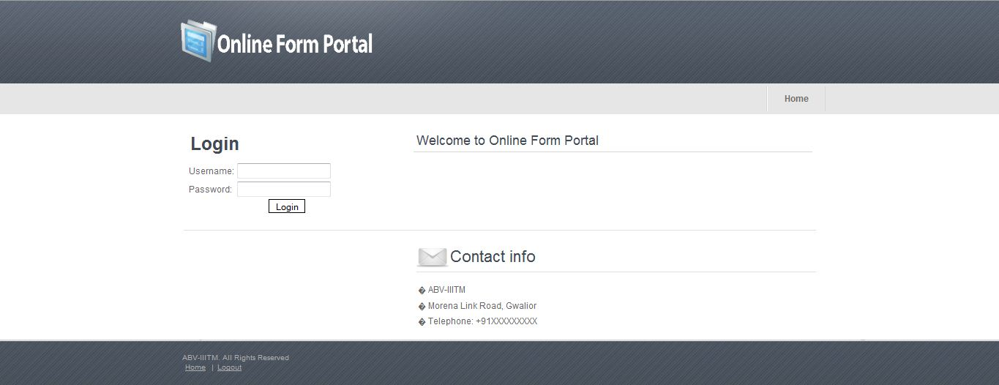 Online Form Portal
Home
Login
Username:
Password:
Login
Welcome to Online Form Portal
Contact info
� ABV-IIITM
� Morena Link Road, Gwalior
� Telephone: +91XXXXXXXXX
ABV-IIITM. All Rights Reserved
Home | Logout